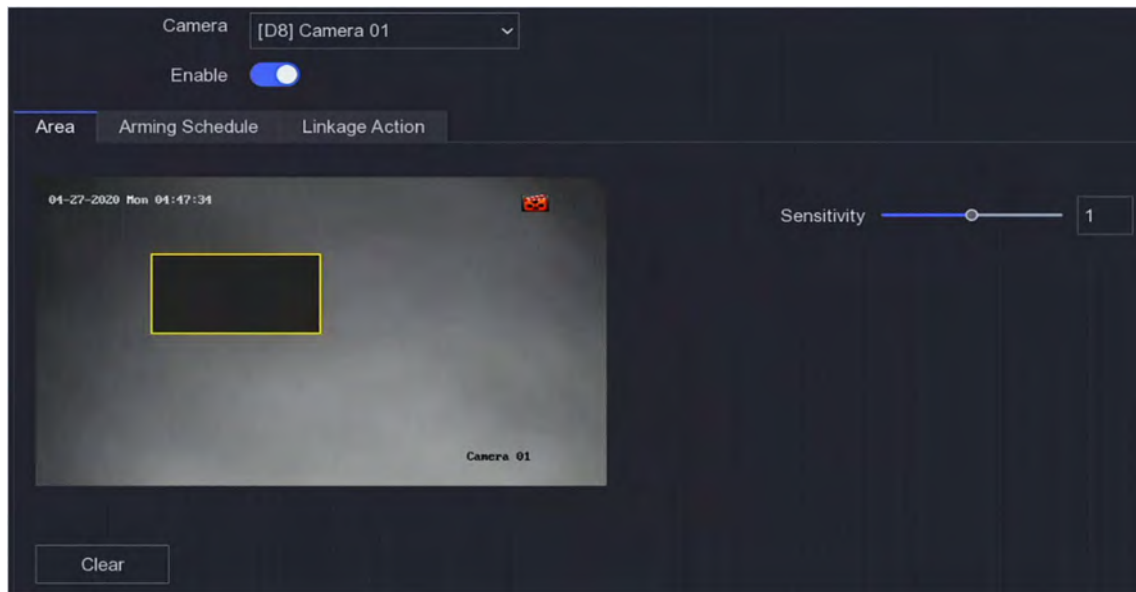 Camera [D8] Camera 01
Enable
Area Arming Schedule Linkage Action
04-27-2020 Mon 04:47:34
Sensitivity 1
Camera 01
Clear